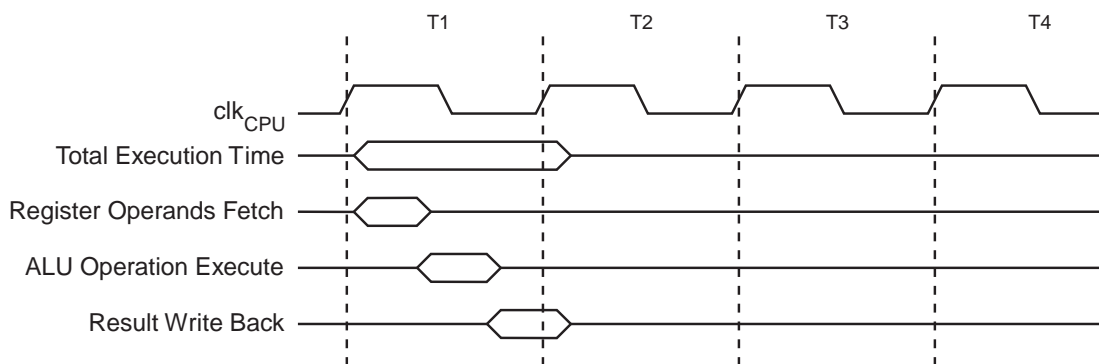 T1 T2 T3 T4
clkCPU
Total Execution Time
Register Operands Fetch
ALU Operation Execute
Result Write Back